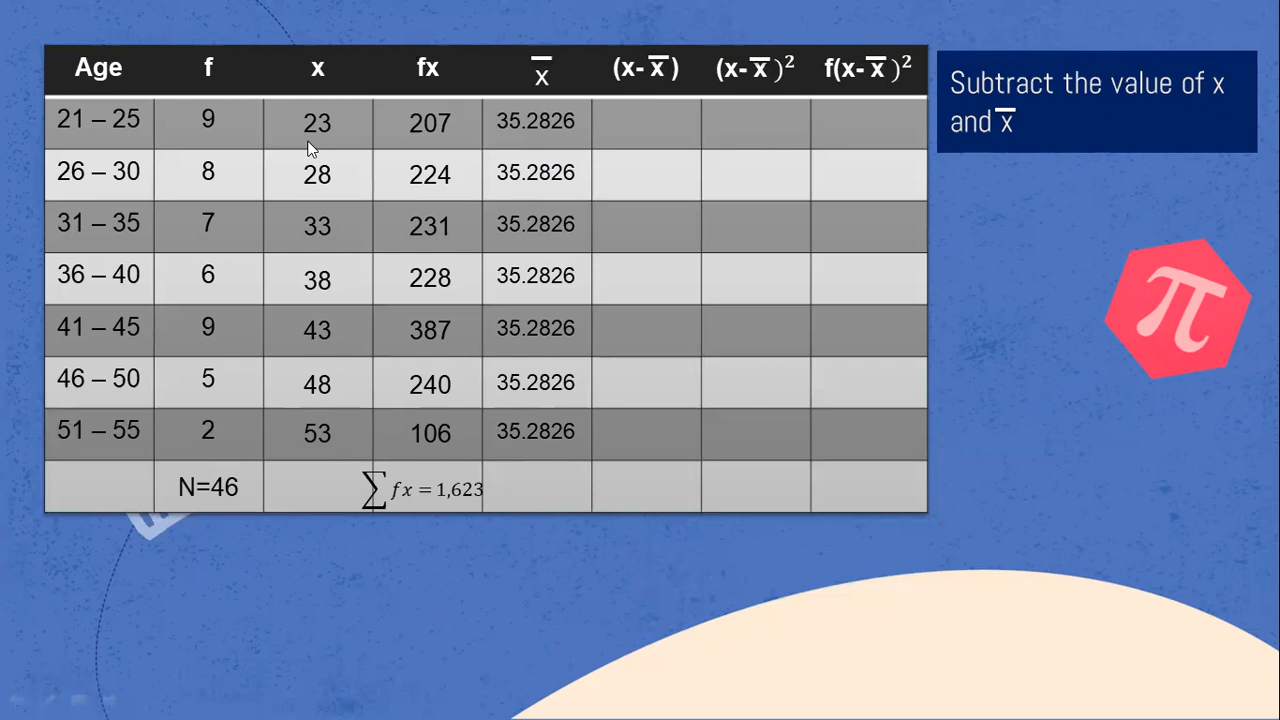 Age f x fx x̅ (x- x̅ ) (x- x̅ )² f(x- x̅ )²
21 – 25 9 23 207 35.2826
26 – 30 8 28 224 35.2826
31 – 35 7 33 231 35.2826
36 – 40 6 38 228 35.2826
41 – 45 9 43 387 35.2826
46 – 50 5 48 240 35.2826
51 – 55 2 53 106 35.2826
N=46 ∑ fx = 1,623
Subtract the value of x
and x̅
π